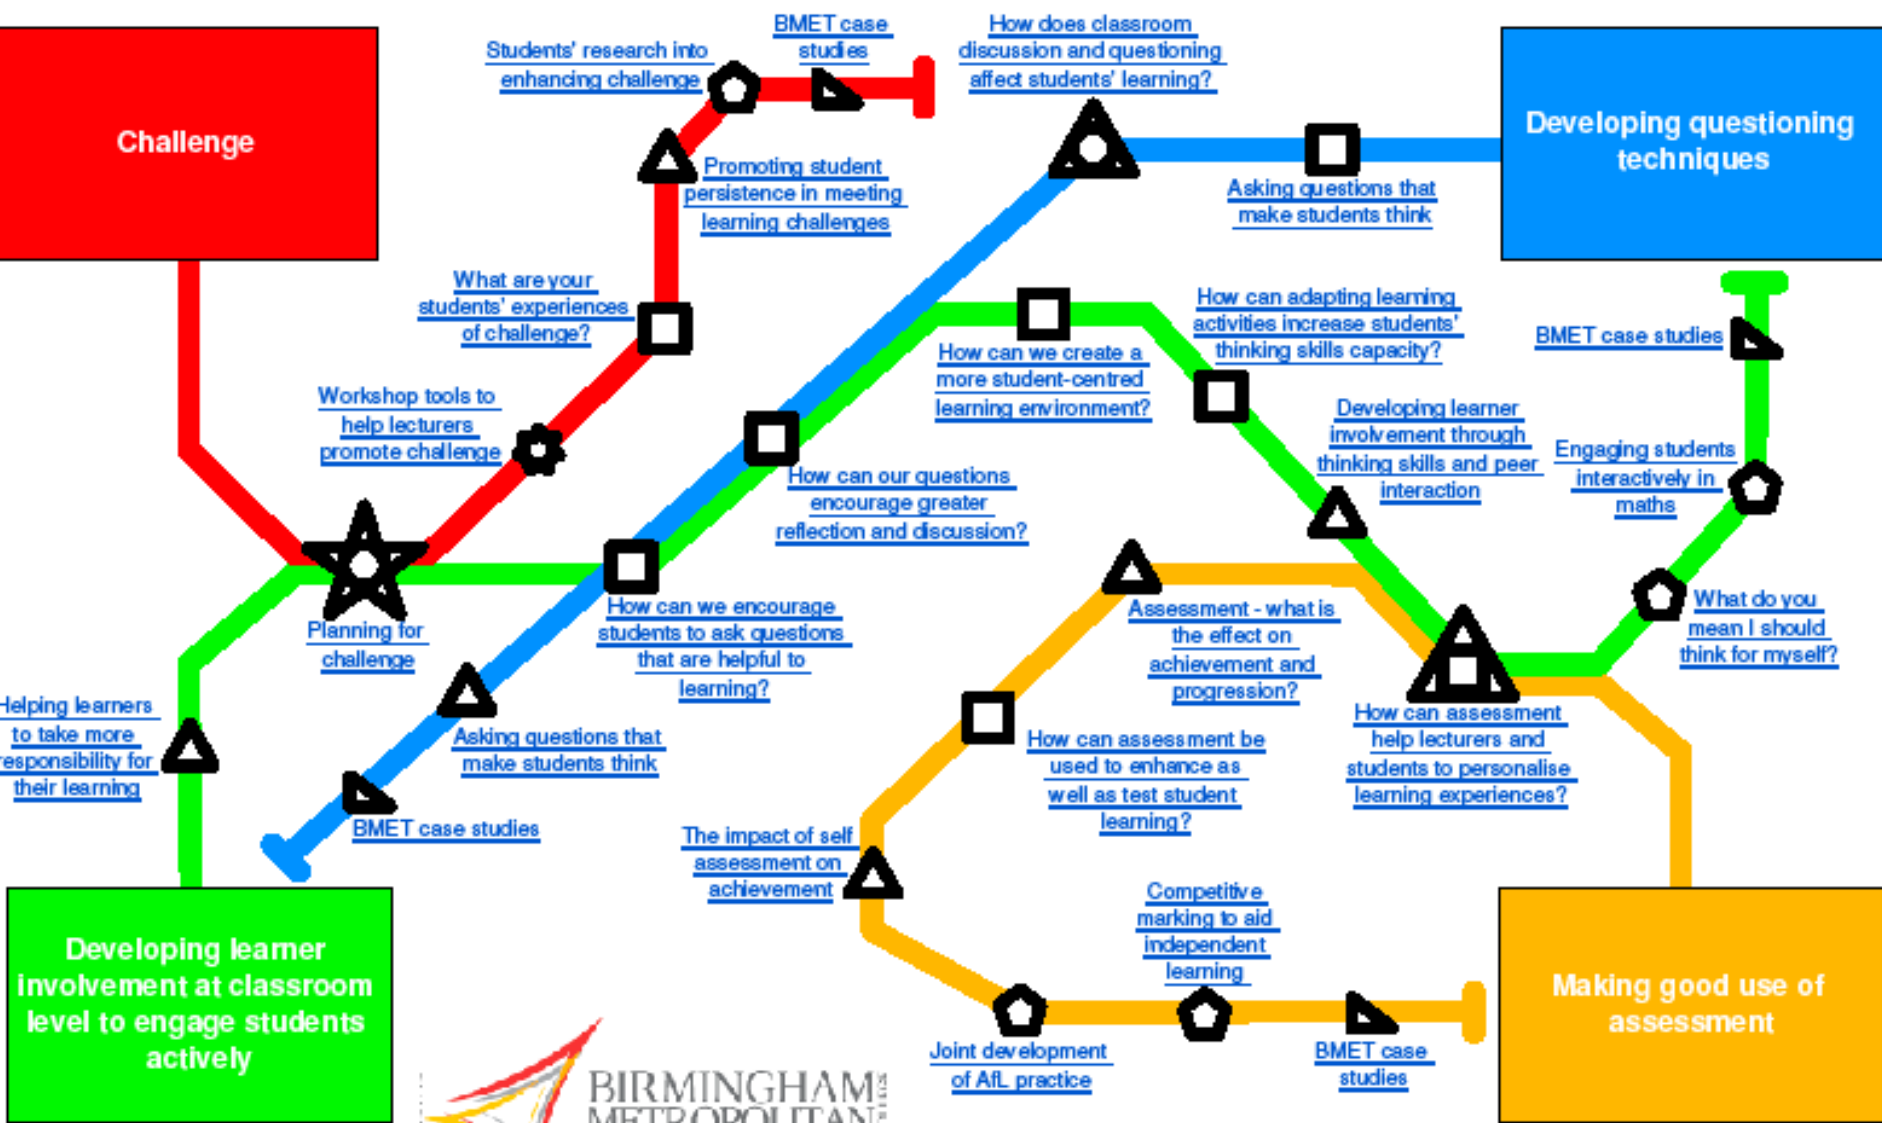 BMET case
studies
How does classroom
discussion and questioning
affect students' learning?
Students' research into
enhancing challenge
Challenge
Developing questioning
techniques
Promoting student
persistence in meeting
learning challenges
Asking questions that
make students think
What are your
students' experiences
of challenge?
How can adapting learning
activities increase students'
thinking skills capacity?
BMET case studies
How can we create a
more student-centred
learning environment?
Workshop tools to
help lecturers
promote challenge
Developing learner
involvement through
thinking skills and peer
interaction
Engaging students
interactively in
maths
How can our questions
encourage greater
reflection and discussion?
Planning for
challenge
How can we encourage
students to ask questions
that are helpful to
learning?
Assessment - what is
the effect on
achievement and
progression?
What do you
mean I should
think for myself?
Helping learners
to take more
responsibility for
their learning
Asking questions that
make students think
How can assessment be
used to enhance as
well as test student
learning?
How can assessment
help lecturers and
students to personalise
learning experiences?
BMET case studies
The impact of self
assessment on
achievement
Competitive
marking to aid
independent
learning
Developing learner
involvement at classroom
level to engage students
actively
Making good use of
assessment
Joint development
of AfL practice
BMET case
studies
BIRMINGHAM
METROPOLITAN